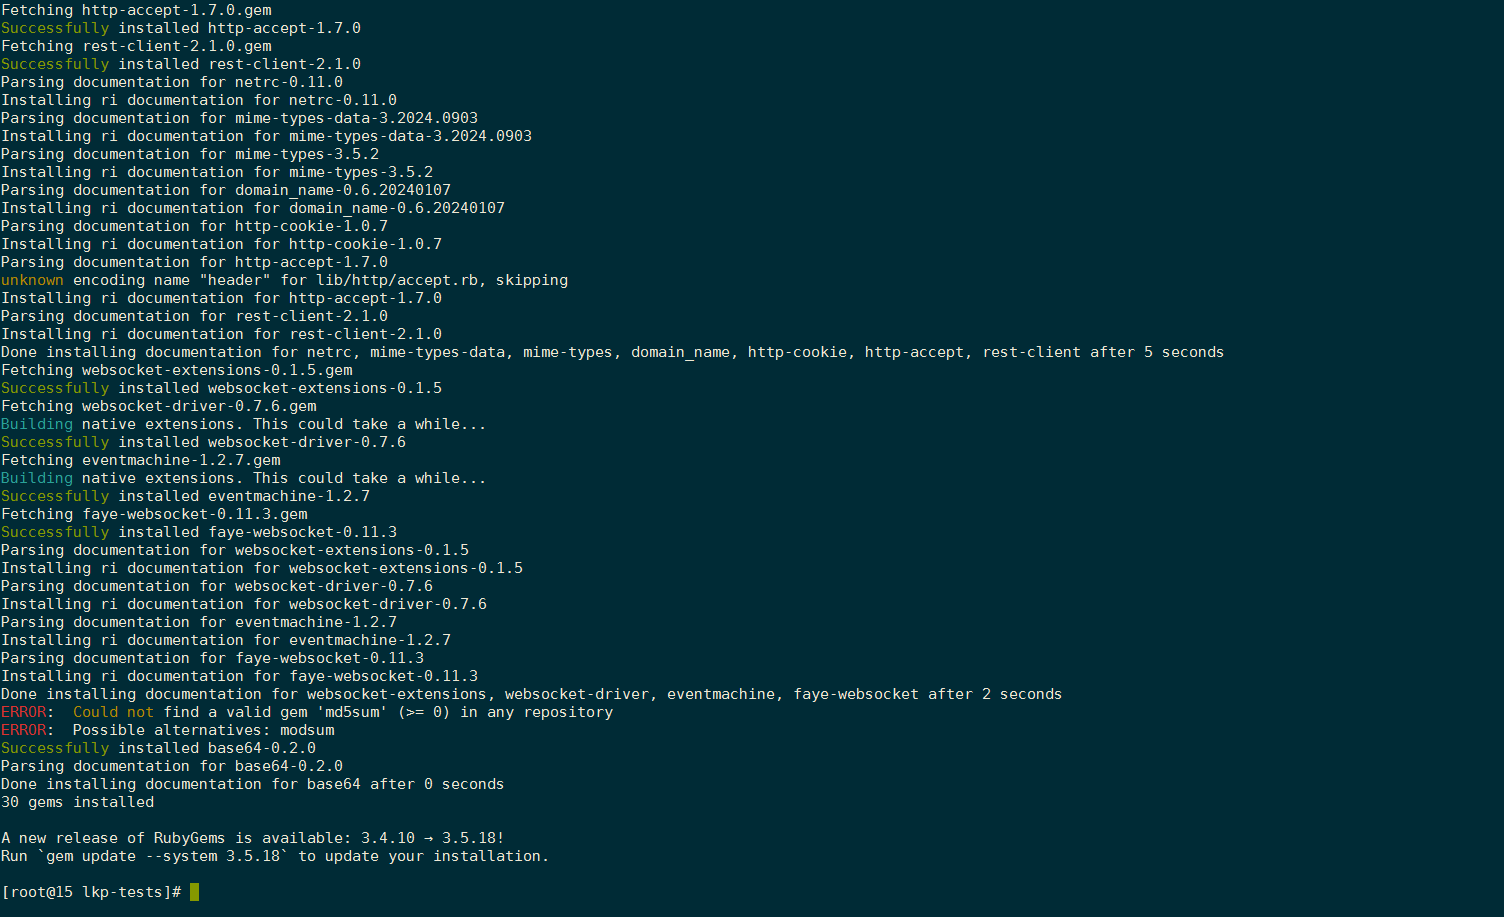 Fetching http-accept-1.7.0.gem
Successfully installed http-accept-1.7.0
Fetching rest-client-2.1.0.gem
Successfully installed rest-client-2.1.0
Parsing documentation for netrc-0.11.0
Installing ri documentation for netrc-0.11.0
Parsing documentation for mime-types-data-3.2024.0903
Installing ri documentation for mime-types-data-3.2024.0903
Parsing documentation for mime-types-3.5.2
Installing ri documentation for mime-types-3.5.2
Parsing documentation for domain_name-0.6.20240107
Installing ri documentation for domain_name-0.6.20240107
Parsing documentation for http-cookie-1.0.7
Installing ri documentation for http-cookie-1.0.7
Parsing documentation for http-accept-1.7.0
unknown encoding name "header" for lib/http/accept.rb, skipping
Installing ri documentation for http-accept-1.7.0
Parsing documentation for rest-client-2.1.0
Installing ri documentation for rest-client-2.1.0
Done installing documentation for netrc, mime-types-data, mime-types, domain_name, http-cookie, http-accept, rest-client after 5 seconds
Fetching websocket-extensions-0.1.5.gem
Successfully installed websocket-extensions-0.1.5
Fetching websocket-driver-0.7.6.gem
Building native extensions. This could take a while...
Successfully installed websocket-driver-0.7.6
Fetching eventmachine-1.2.7.gem
Building native extensions. This could take a while...
Successfully installed eventmachine-1.2.7
Fetching faye-websocket-0.11.3.gem
Successfully installed faye-websocket-0.11.3
Parsing documentation for websocket-extensions-0.1.5
Installing ri documentation for websocket-extensions-0.1.5
Parsing documentation for websocket-driver-0.7.6
Installing ri documentation for websocket-driver-0.7.6
Parsing documentation for eventmachine-1.2.7
Installing ri documentation for eventmachine-1.2.7
Parsing documentation for faye-websocket-0.11.3
Installing ri documentation for faye-websocket-0.11.3
Done installing documentation for websocket-extensions, websocket-driver, eventmachine, faye-websocket after 2 seconds
ERROR:  Could not find a valid gem 'md5sum' (>= 0) in any repository
ERROR:  Possible alternatives: modsum
Successfully installed base64-0.2.0
Parsing documentation for base64-0.2.0
Done installing documentation for base64 after 0 seconds
30 gems installed

A new release of RubyGems is available: 3.4.10 → 3.5.18!
Run `gem update --system 3.5.18` to update your installation.

[root@15 lkp-tests]#